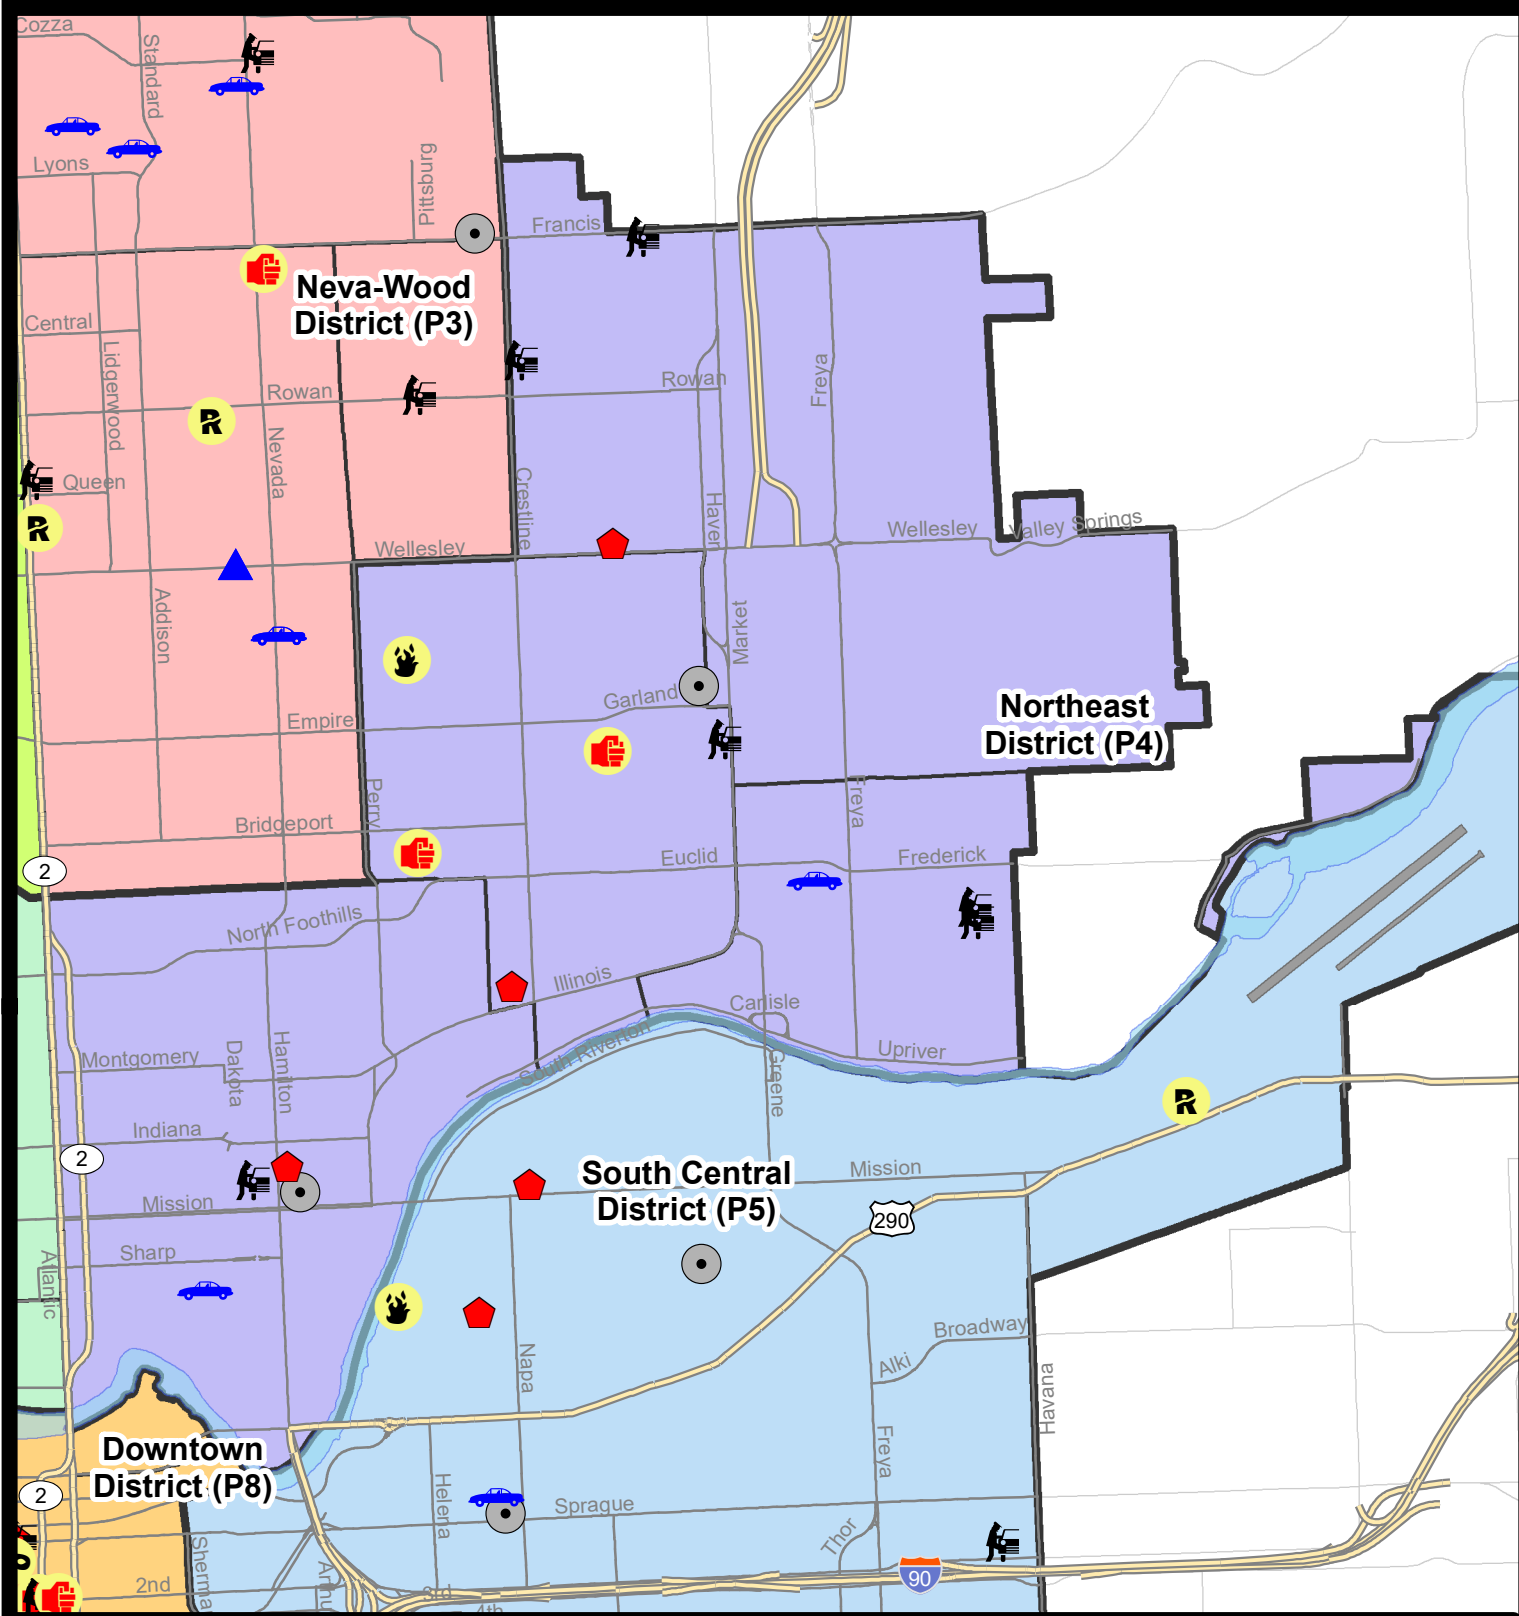 Cozza
Standard
Lyons
Pittsburg
Francis
Neva-Wood
District (P3)
Central
Lidgerwood
Rowan
Rowan
Freya
R
Nevada
Queen
R
Crestline
Haven
Wellesley
Valley Springs
Wellesley
Addison
Market
Garland
Northeast
District (P4)
Empire
Perry
Freya
Bridgeport
Euclid
Frederick
2
North Foothills
Illinois
Carlisle
South Riverton
Upriver
Montgomery
Dakota
Hamilton
Greene
R
Indiana
2
South Central
District (P5)
Mission
Mission
290
Sharp
Atlantic
Broadway
Napa
Alki
Havana
Downtown
District (P8)
Freya
2
Helena
Sprague
Thor
90
2nd
3rd
4th